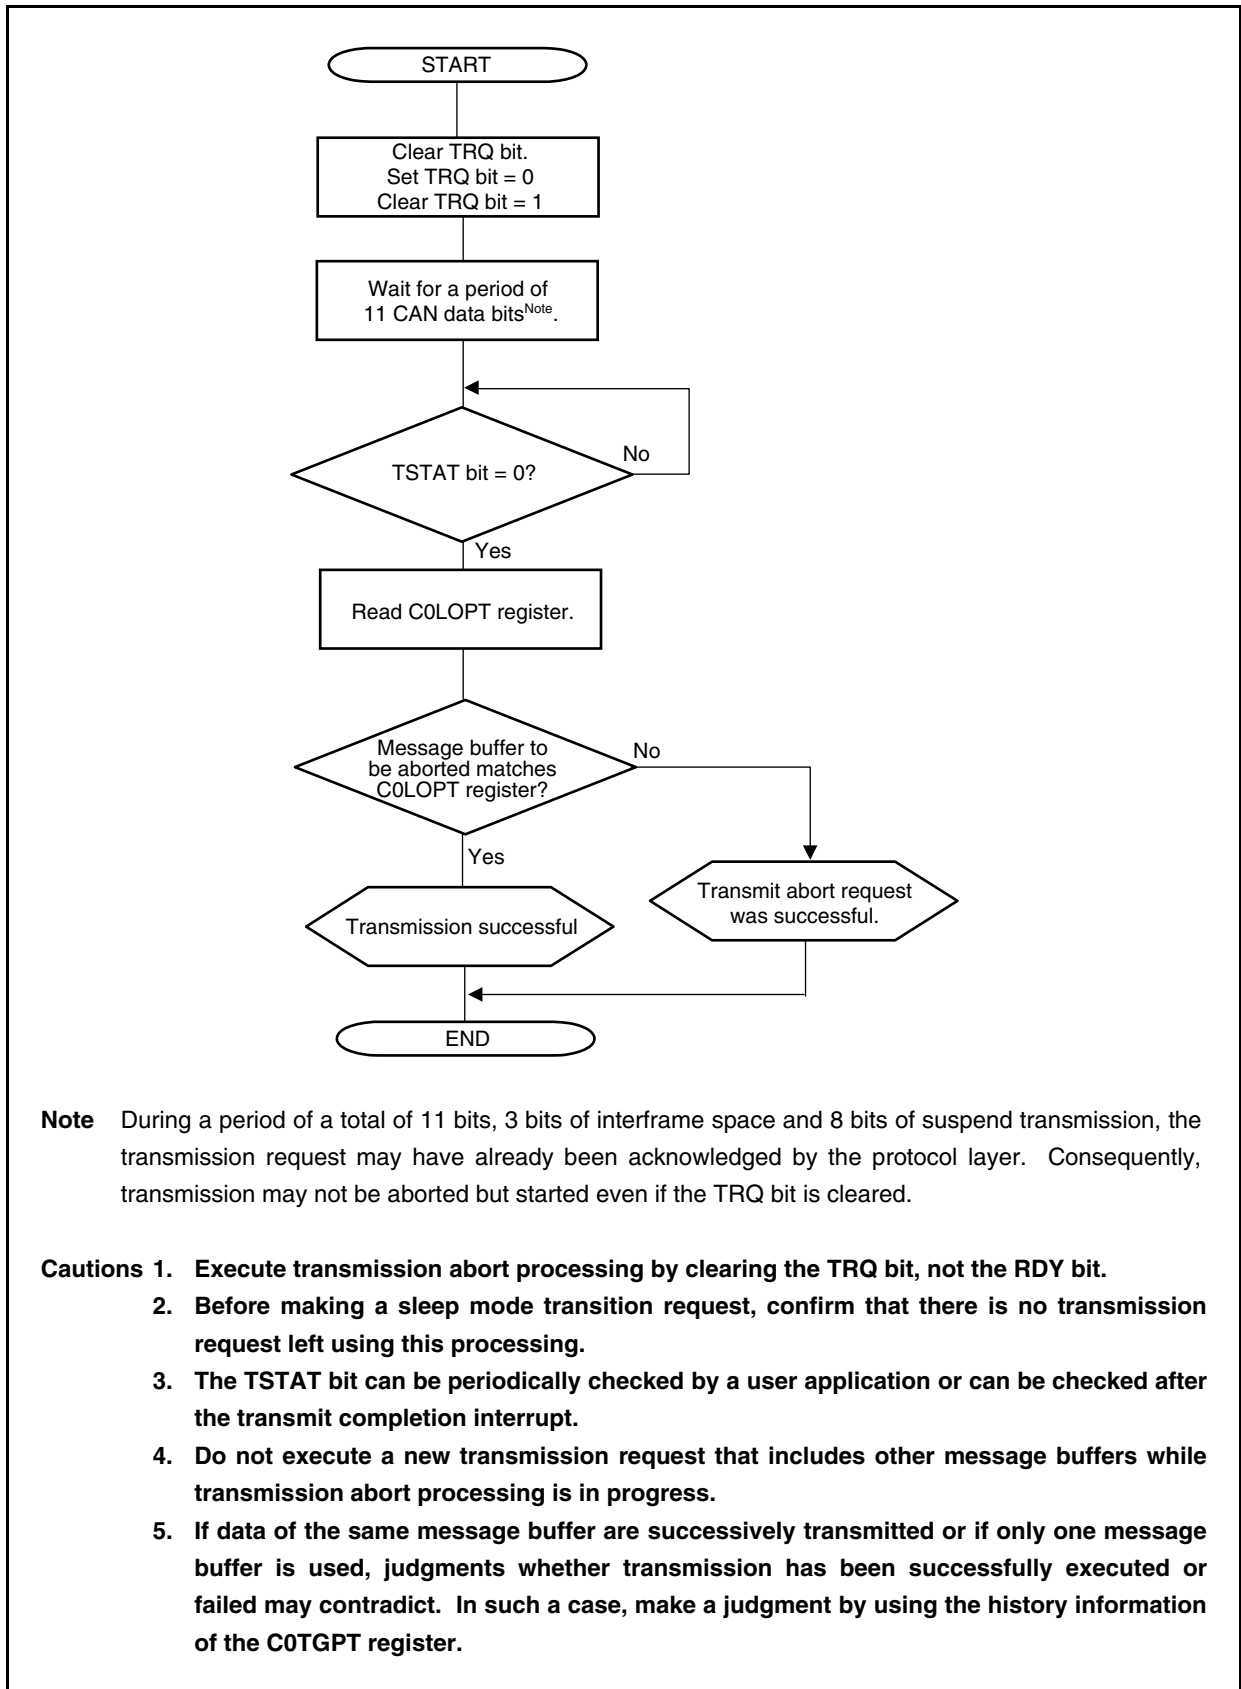 START
Clear TRQ bit.
Set TRQ bit = 0
Clear TRQ bit = 1
Wait for a period of
11 CAN data bitsNote.
No
TSTAT bit = 0?
Yes
Read C0LOPT register.
Message buffer to
be aborted matches
C0LOPT register?
No
Yes
Transmit abort request
was successful.
Transmission successful
END
Note During a period of a total of 11 bits, 3 bits of interframe space and 8 bits of suspend transmission, the
transmission request may have already been acknowledged by the protocol layer. Consequently,
transmission may not be aborted but started even if the TRQ bit is cleared.
Cautions 1. Execute transmission abort processing by clearing the TRQ bit, not the RDY bit.
2. Before making a sleep mode transition request, confirm that there is no transmission
request left using this processing.
3. The TSTAT bit can be periodically checked by a user application or can be checked after
the transmit completion interrupt.
4. Do not execute a new transmission request that includes other message buffers while
transmission abort processing is in progress.
5. If data of the same message buffer are successively transmitted or if only one message
buffer is used, judgments whether transmission has been successfully executed or
failed may contradict. In such a case, make a judgment by using the history information
of the C0TGPT register.